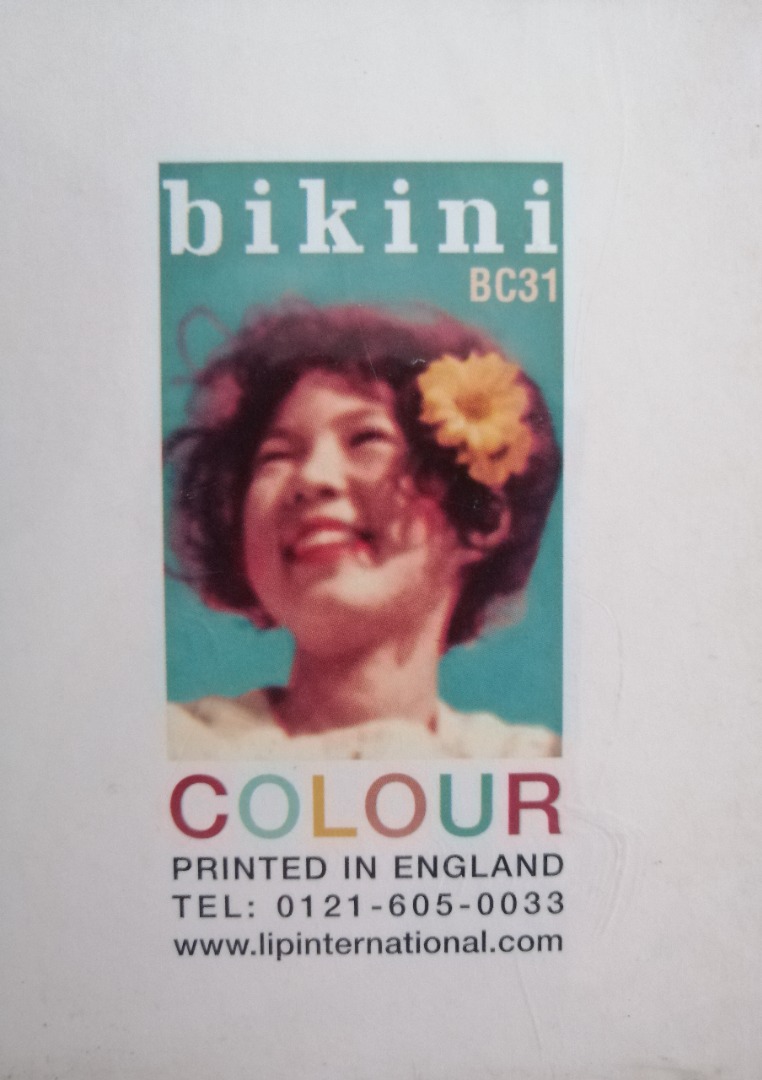 bikini
BC31
COLOUR
PRINTED IN ENGLAND
TEL: 0121-605-0033
www.lipinternational.com